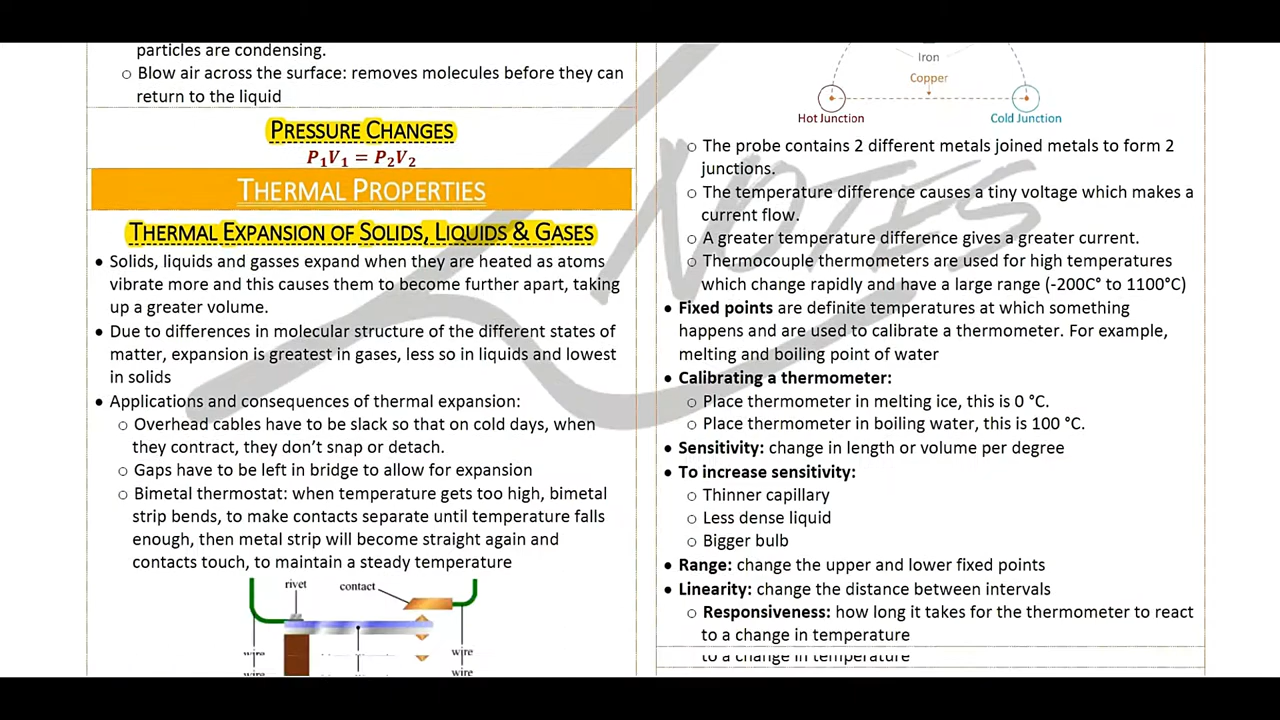 particles are condensing.
o Blow air across the surface: removes molecules before they can
return to the liquid
PRESSURE CHANGES
P₁V₁ = P₂V₂
THERMAL PROPERTIES
THERMAL EXPANSION OF SOLIDS, LIQUIDS & GASES
• Solids, liquids and gasses expand when they are heated as atoms
vibrate more and this causes them to become further apart, taking
up a greater volume.
• Due to differences in molecular structure of the different states of
matter, expansion is greatest in gases, less so in liquids and lowest
in solids
• Applications and consequences of thermal expansion:
o Overhead cables have to be slack so that on cold days, when
they contract, they don't snap or detach.
o Gaps have to be left in bridge to allow for expansion
o Bimetal thermostat: when temperature gets too high, bimetal
strip bends, to make contacts separate until temperature falls
enough, then metal strip will become straight again and
contacts touch, to maintain a steady temperature
rivet
contact
wire
wire
wire
wire
Iron
Copper
Hot Junction
Cold Junction
o The probe contains 2 different metals joined metals to form 2
junctions.
o The temperature difference causes a tiny voltage which makes a
current flow.
o A greater temperature difference gives a greater current.
o Thermocouple thermometers are used for high temperatures
which change rapidly and have a large range (-200C° to 1100°C)
• Fixed points are definite temperatures at which something
happens and are used to calibrate a thermometer. For example,
melting and boiling point of water
• Calibrating a thermometer:
o Place thermometer in melting ice, this is 0 °C.
o Place thermometer in boiling water, this is 100 °C.
• Sensitivity: change in length or volume per degree
• To increase sensitivity:
o Thinner capillary
o Less dense liquid
o Bigger bulb
• Range: change the upper and lower fixed points
• Linearity: change the distance between intervals
o Responsiveness: how long it takes for the thermometer to react
to a change in temperature
to a change in temperature
NOTES